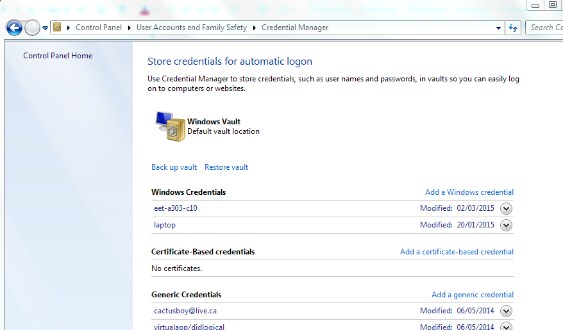 Control Panel ▸ User Accounts and Family Safety ▸ Credential Manager
Search Co
Control Panel Home
Store credentials for automatic logon
Use Credential Manager to store credentials, such as user names and passwords, in vaults so you can easily log
on to computers or websites.
Windows Vault
Default vault location
Back up vault Restore vault
Windows Credentials Add a Windows credential
eet-a303-c10 Modified: 02/03/2015
laptop Modified: 20/01/2015
Certificate-Based credentials Add a certificate-based credential
No certificates.
Generic Credentials Add a generic credential
cactusboy@live.ca Modified: 06/05/2014
virtualapp/didlogical Modified: 06/05/2014